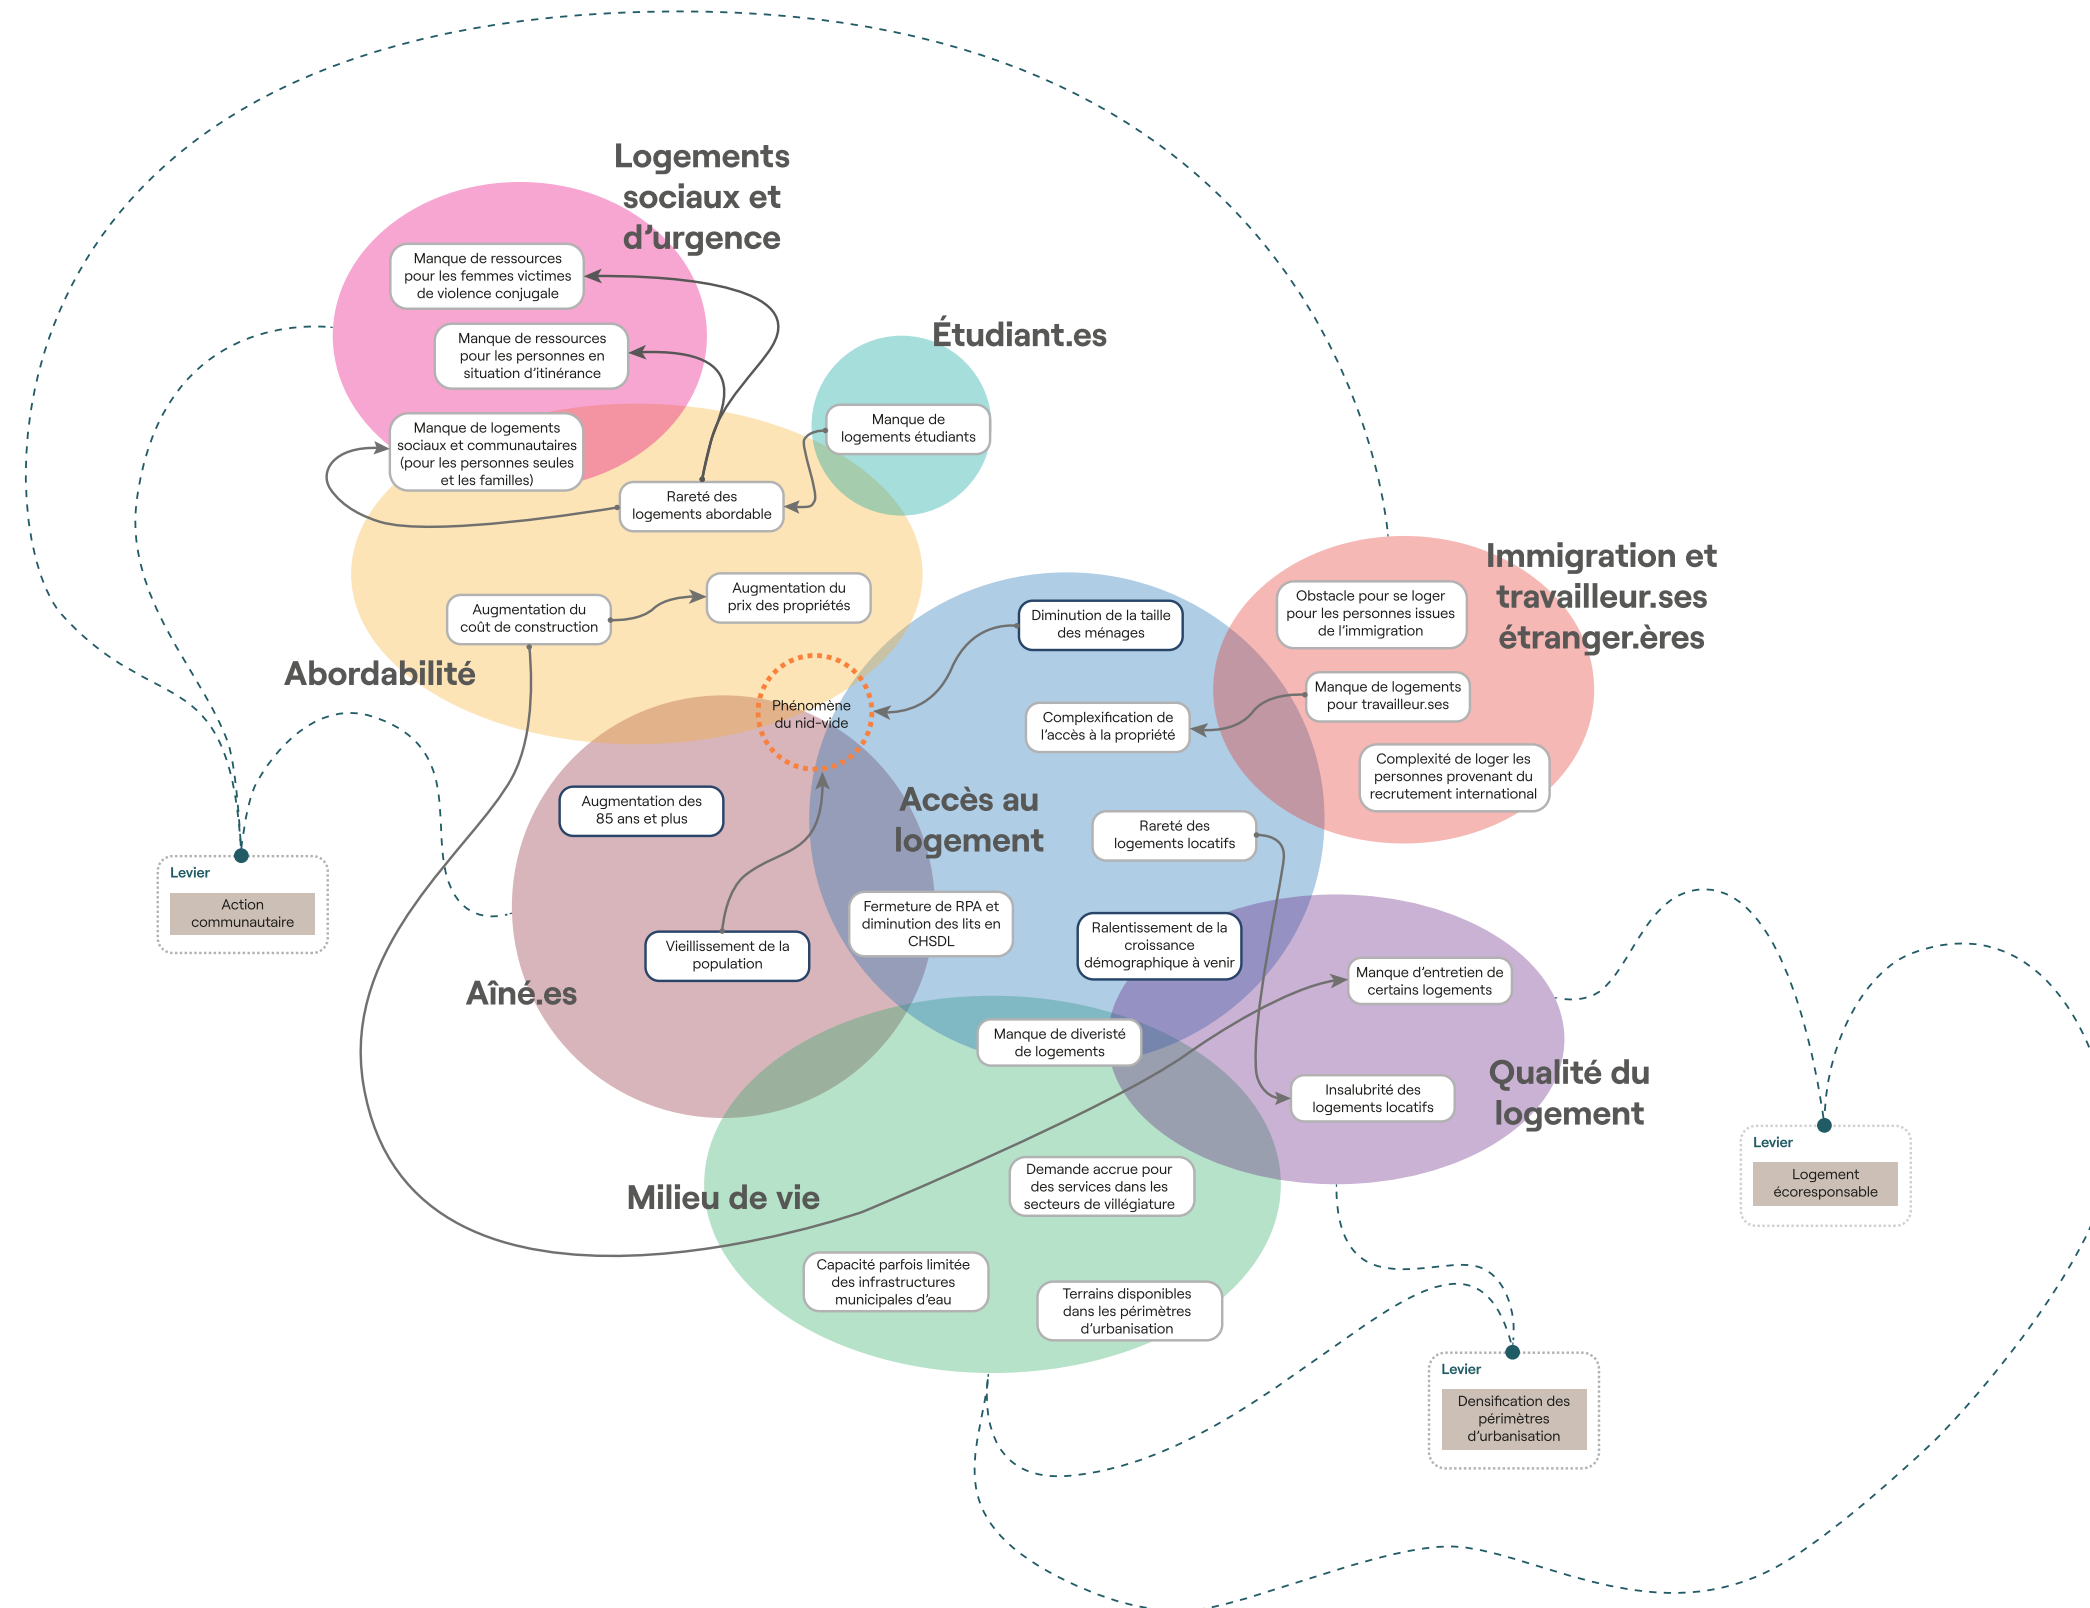 Logements
sociaux et
d’urgence
Manque de ressources
pour les femmes victimes
de violence conjugale
Manque de ressources
pour les personnes en
situation d’itinérance
Manque de logements
sociaux et communautaires
(pour les personnes seules
et les familles)
Étudiant.es
Manque de
logements étudiants
Rareté des
logements abordable
Augmentation du
prix des propriétés
Augmentation du
coût de construction
Abordabilité
Phénomène
du nid-vide
Diminution de la taille
des ménages
Complexification de
l’accès à la propriété
Immigration et
travailleur.ses
étranger.ères
Obstacle pour se loger
pour les personnes issues
de l’immigration
Manque de logements
pour travailleur.ses
Complexité de loger les
personnes provenant du
recrutement international
Accès au
logement
Rareté des
logements locatifs
Augmentation des
85 ans et plus
Fermeture de RPA et
diminution des lits en
CHSDL
Vieillissement de la
population
Aîné.es
Ralentissement de la
croissance
démographique à venir
Manque d’entretien de
certains logements
Manque de diveristé
de logements
Insalubrité des
logements locatifs
Qualité du
logement
Milieu de vie
Demande accrue pour
des services dans les
secteurs de villégiature
Capacité parfois limitée
des infrastructures
municipales d’eau
Terrains disponibles
dans les périmètres
d’urbanisation
Levier
Action
communautaire
Levier
Logement
écoresponsable
Levier
Densification des
périmètres
d’urbanisation